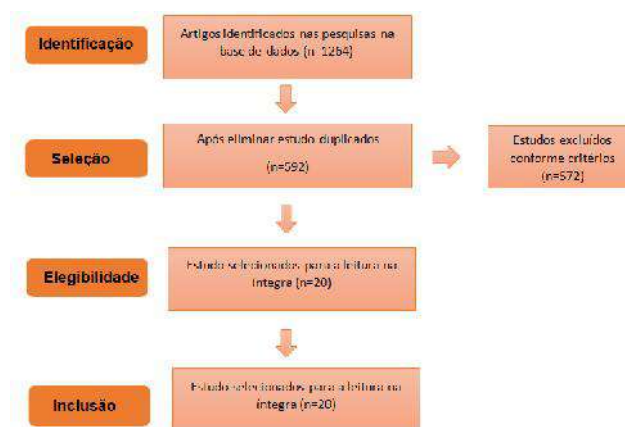 Identificação
Artigos Identificados nas pesquisas na
base de dados (n=1264)
Seleção
Após eliminar estudo duplicados
(n=592)
Estudos excluídos
conforme critérios
(n=572)
Elegibilidade
Estudo selecionados para a leitura na
íntegra (n=20)
Inclusão
Estudo selecionados para a leitura na
íntegra (n=20)